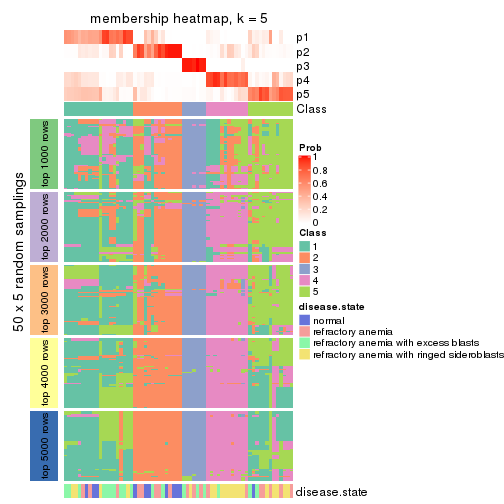 membership heatmap, k = 5
p1
p2
p3
p4
p5
Class
50 x 5 random samplings
top 1000 rows
top 2000 rows
top 3000 rows
top 4000 rows
top 5000 rows
disease.state
Prob
1
0.8
0.6
0.4
0.2
0
Class
1
2
3
4
5
disease.state
normal
refractory anemia
refractory anemia with excess blasts
refractory anemia with ringed sideroblasts